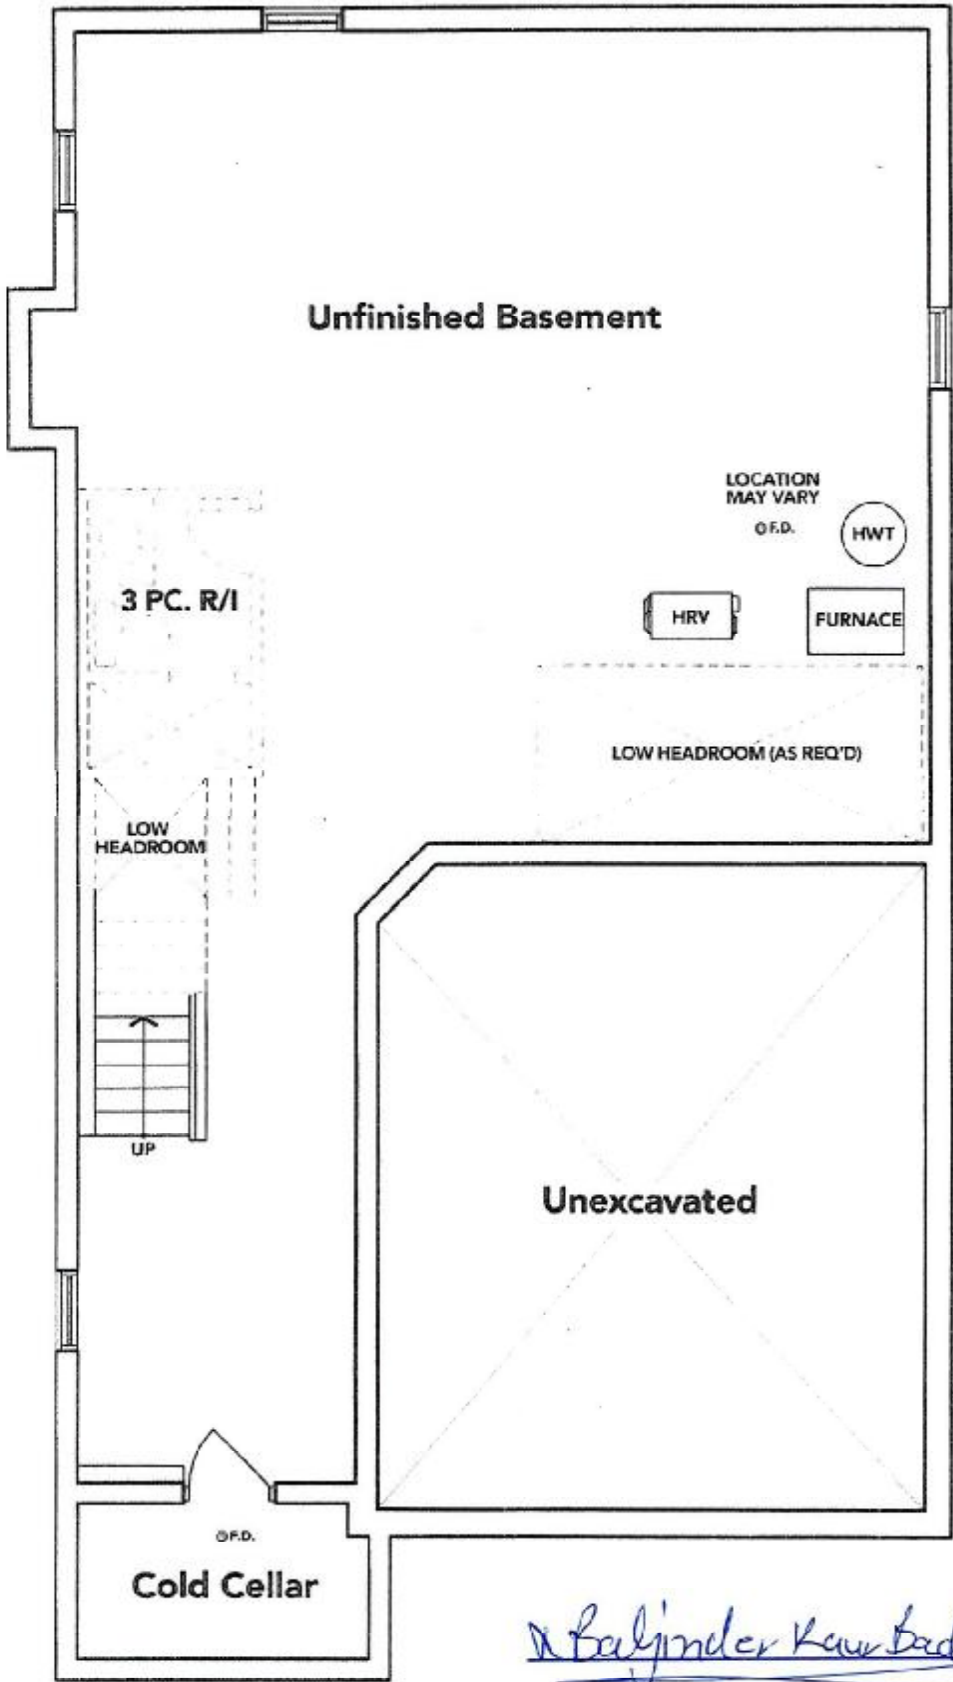 Unfinished Basement
LOCATION
MAY VARY
F.D.
HWT
3 PC. R/I
HRV
FURNACE
LOW HEADROOM (AS REQ'D)
LOW
HEADROOM
UP
Unexcavated
F.D.
Cold Cellar
Baljinder Kaur